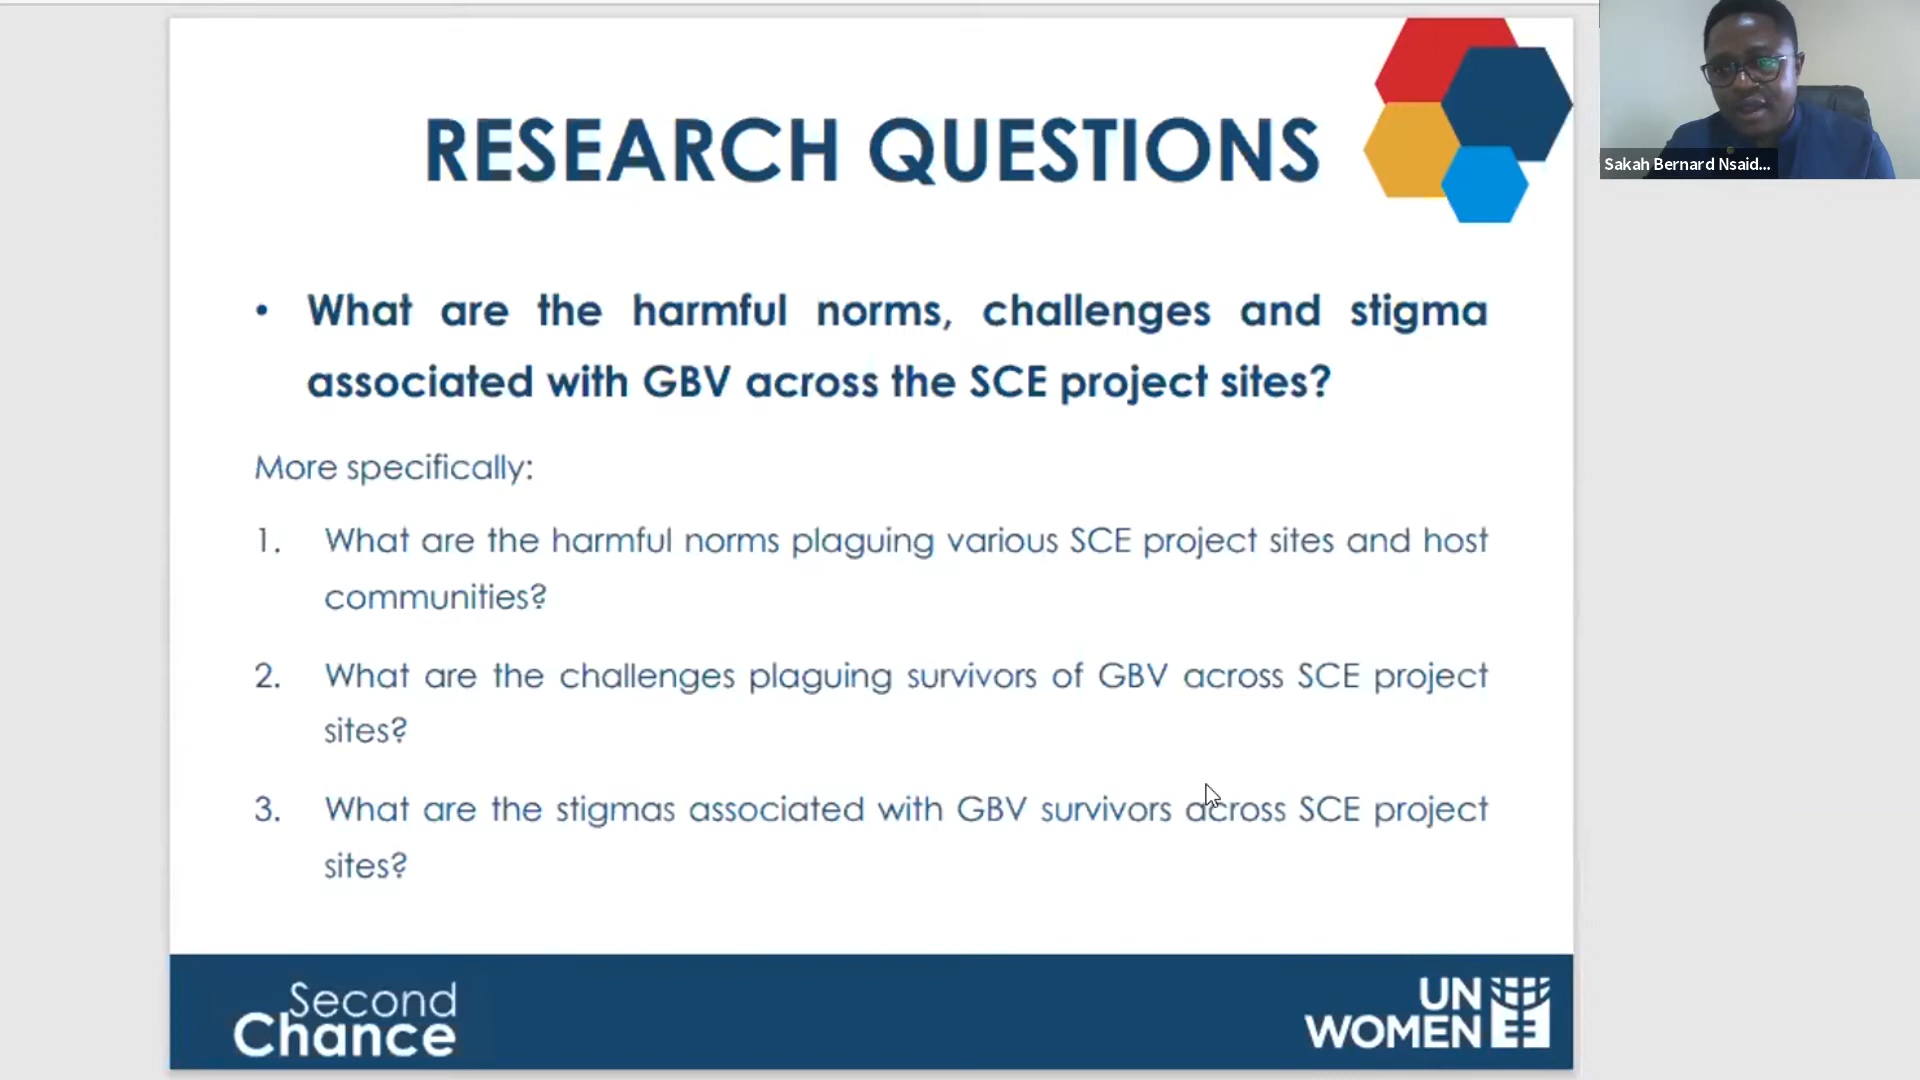 RESEARCH QUESTIONS
• What are the harmful norms, challenges and stigma
associated with GBV across the SCE project sites?
More specifically:
1. What are the harmful norms plaguing various SCE project sites and host
communities?
2. What are the challenges plaguing survivors of GBV across SCE project
sites?
3. What are the stigmas associated with GBV survivors across SCE project
sites?
Second
Chance
UN
WOMEN
Sakah Bernard Nsaid...